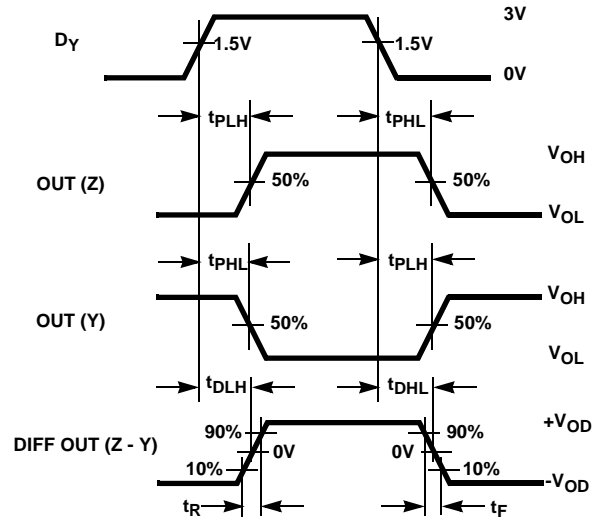 3V
DY 1.5V 1.5V
0V
tPLH tPHL
VOH
OUT (Z) 50% 50%
VOL
tPHL tPLH
VOH
OUT (Y) 50% 50%
VOL
tDLH tDHL
+VOD
90% 90%
DIFF OUT (Z - Y) 0V 0V
10% 10%
-VOD
tR tF